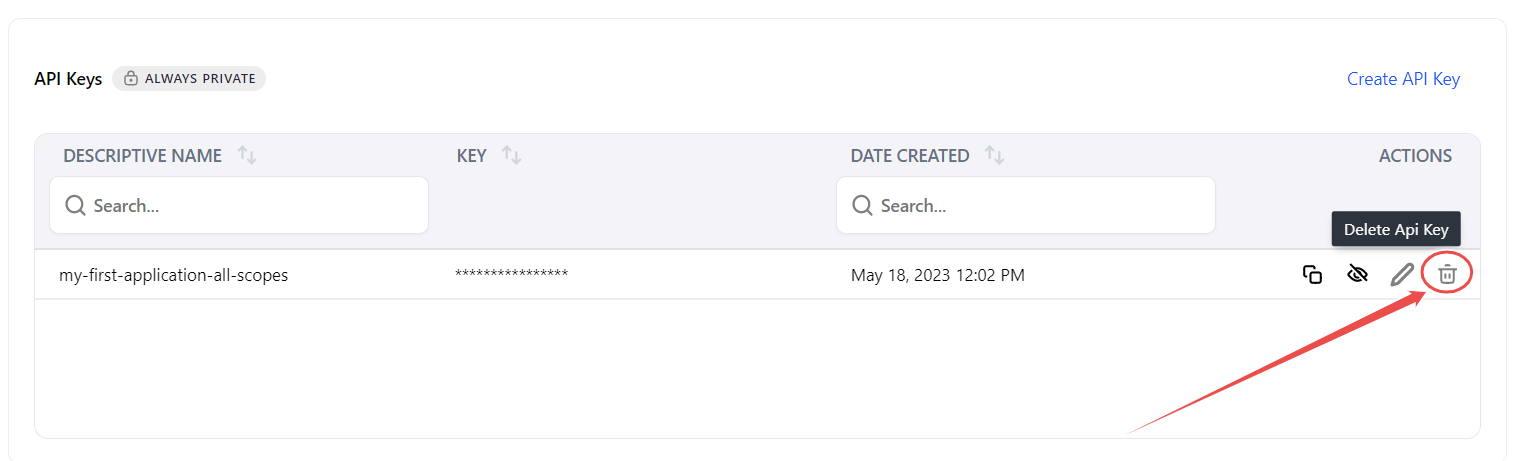 API Keys ALWAYS PRIVATE Create API Key
DESCRIPTIVE NAME KEY DATE CREATED ACTIONS
Search... Search...
Delete Api Key
my-first-application-all-scopes **************** May 18, 2023 12:02 PM